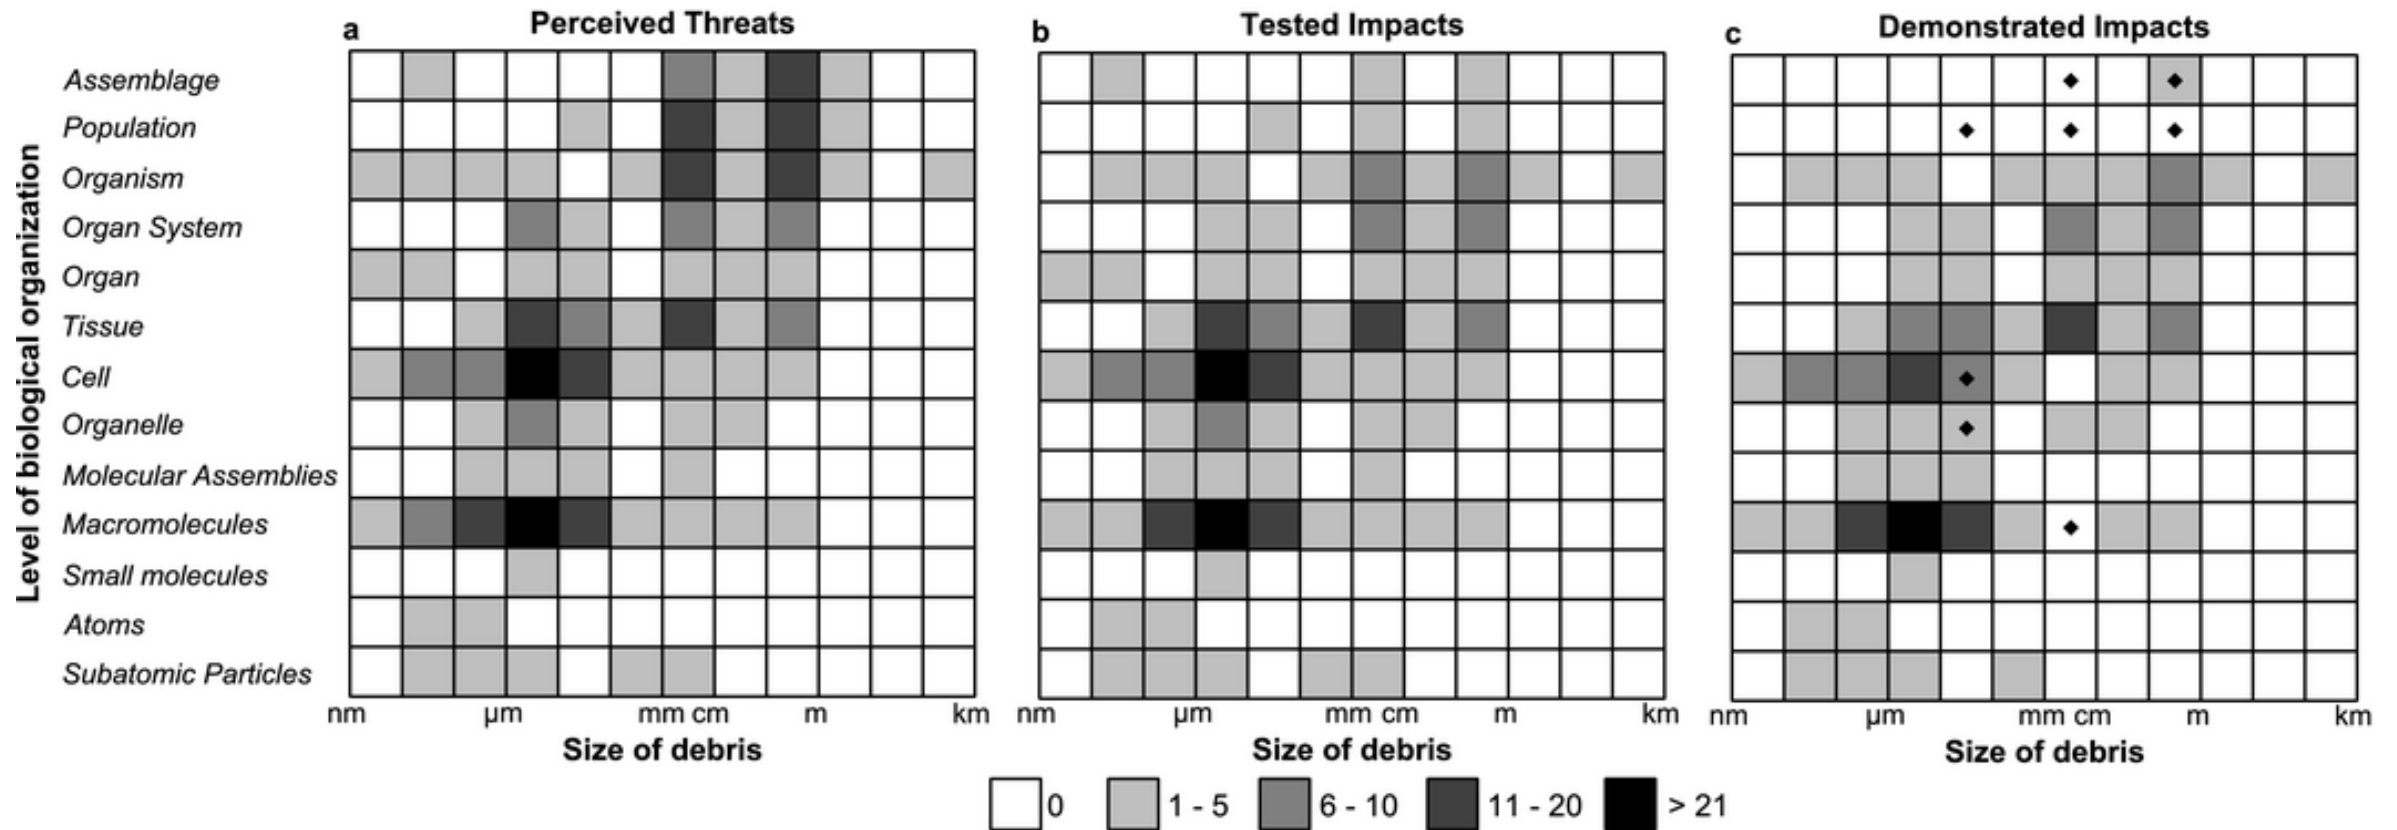 a Perceived Threats
b Tested Impacts
c Demonstrated Impacts
Level of biological organization
Assemblage
Population
Organism
Organ System
Organ
Tissue
Cell
Organelle
Molecular Assemblies
Macromolecules
Small molecules
Atoms
Subatomic Particles
nm µm mm cm m km
nm µm mm cm m km
nm µm mm cm m km
Size of debris
Size of debris
Size of debris
0 1 - 5 6 - 10 11 - 20 > 21